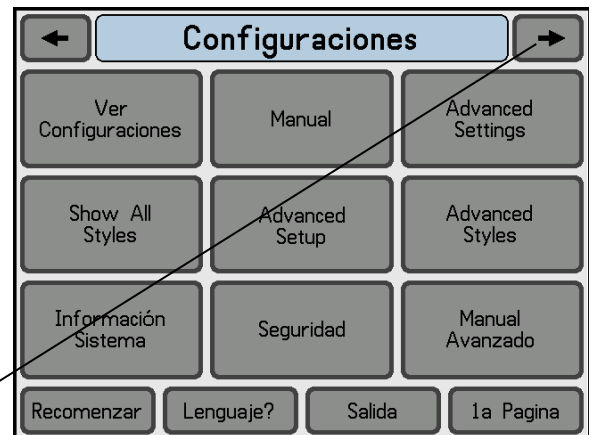 Configuraciones
Ver
Configuraciones
Manual
Advanced
Settings
Show All
Styles
Advanced
Setup
Advanced
Styles
Información
Sistema
Seguridad
Manual
Avanzado
Recomenzar
Lenguaje?
Salida
1a Pagina